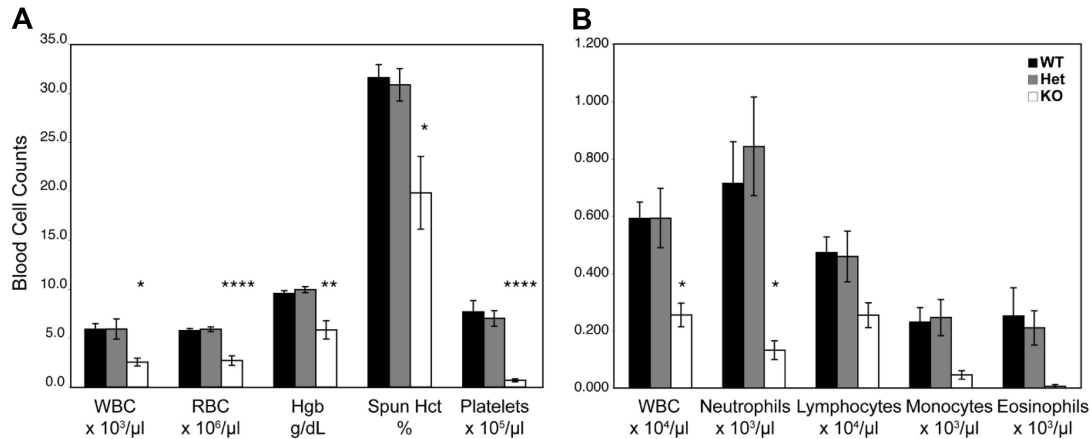 A
Blood Cell Counts
35.0
30.0
25.0
20.0
15.0
10.0
5.0
0.0
* **** ** * ****
WBC RBC Hgb Spun Hct Platelets
x 10³/µl x 10⁶/µl g/dL % x 10⁵/µl
B
1.200
1.000
0.800
0.600
0.400
0.200
0.000
WT
Het
KO
* *
WBC Neutrophils Lymphocytes Monocytes Eosinophils
x 10⁴/µl x 10³/µl x 10⁴/µl x 10³/µl x 10³/µl